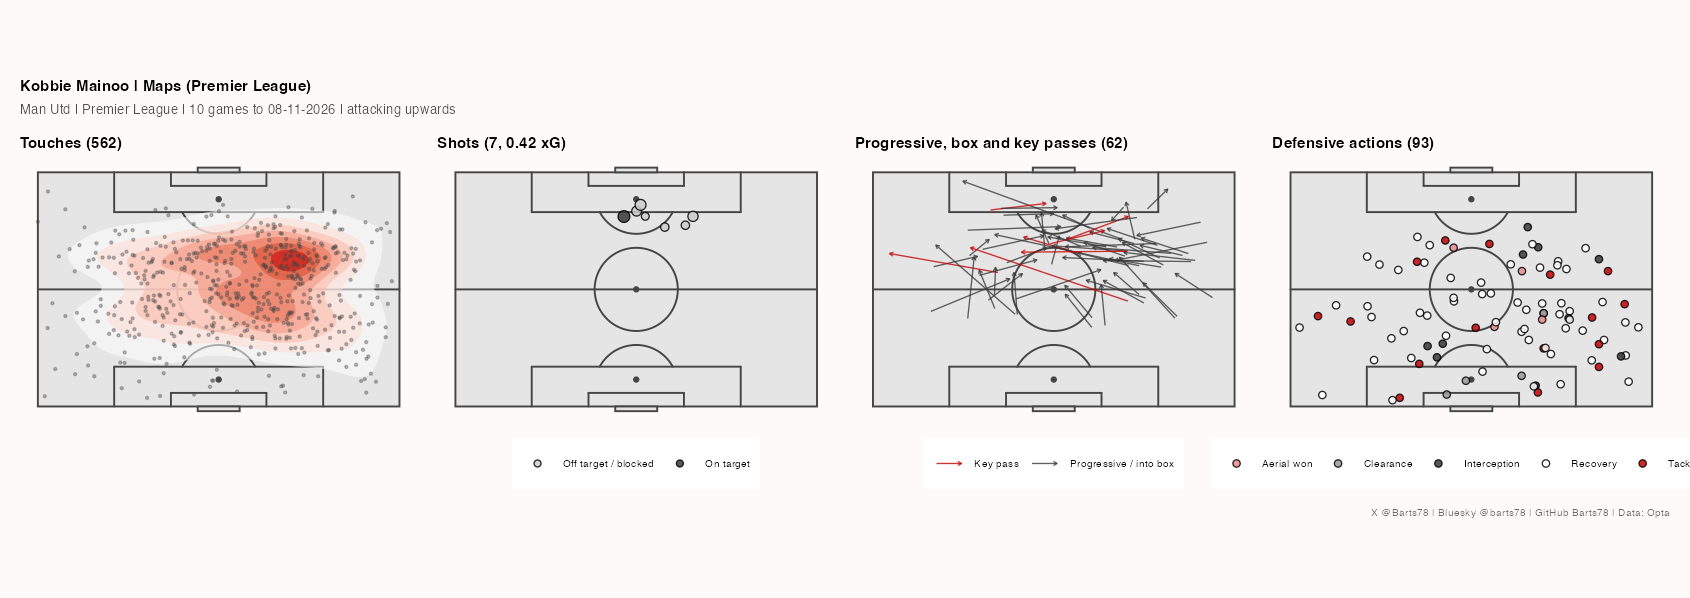 Kobbie Mainoo | Maps (Premier League)
Man Utd | Premier League | 10 games to 08-11-2026 | attacking upwards
Touches (562)
Shots (7, 0.42 xG)
Progressive, box and key passes (62)
Defensive actions (93)
Off target / blocked
On target
Key pass
Progressive / into box
Aerial won
Clearance
Interception
Recovery
Tack
X @Barts78 | Bluesky @barts78 | GitHub Barts78 | Data: Opta